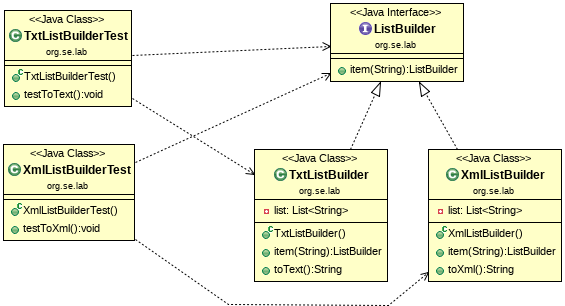 <<Java Class>>
TxtListBuilderTest
org.se.lab
TxtListBuilderTest()
testToText():void
<<Java Interface>>
ListBuilder
org.se.lab
item(String):ListBuilder
<<Java Class>>
XmlListBuilderTest
org.se.lab
XmlListBuilderTest()
testToXml():void
<<Java Class>>
TxtListBuilder
org.se.lab
list: List<String>
TxtListBuilder()
item(String):ListBuilder
toText():String
<<Java Class>>
XmlListBuilder
org.se.lab
list: List<String>
XmlListBuilder()
item(String):ListBuilder
toXml():String